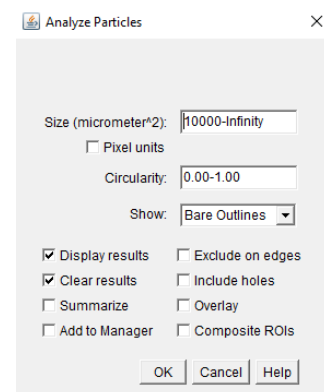 Analyze Particles
Size (micrometer^2): 10000-Infinity
Pixel units
Circularity: 0.00-1.00
Show: Bare Outlines
Display results Exclude on edges
Clear results Include holes
Summarize Overlay
Add to Manager Composite ROIs
OK Cancel Help